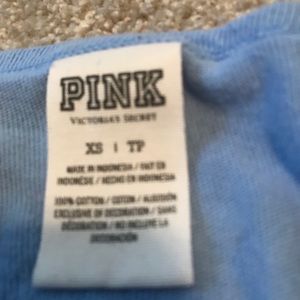 PINK
VICTORIA'S SECRET
XS | TP
MADE IN INDONESIA / FAIT EN
INDONÉSIE / HECHO EN INDONESIA
100% COTTON / COTON / ALGODÓN
EXCLUSIVE OF DECORATION / SANS
DÉCORATION / NO INCLUYE LA
DECORACIÓN